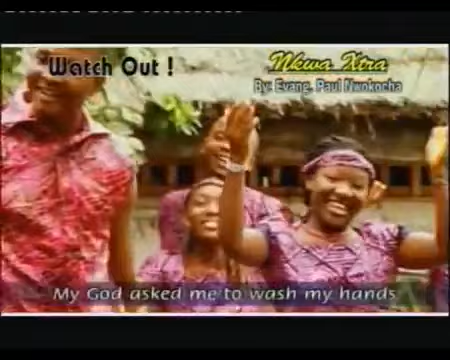 Watch Out !
Nkwa Xtra
By: Evang. Paul Nwokocha
My God asked me to wash my hands